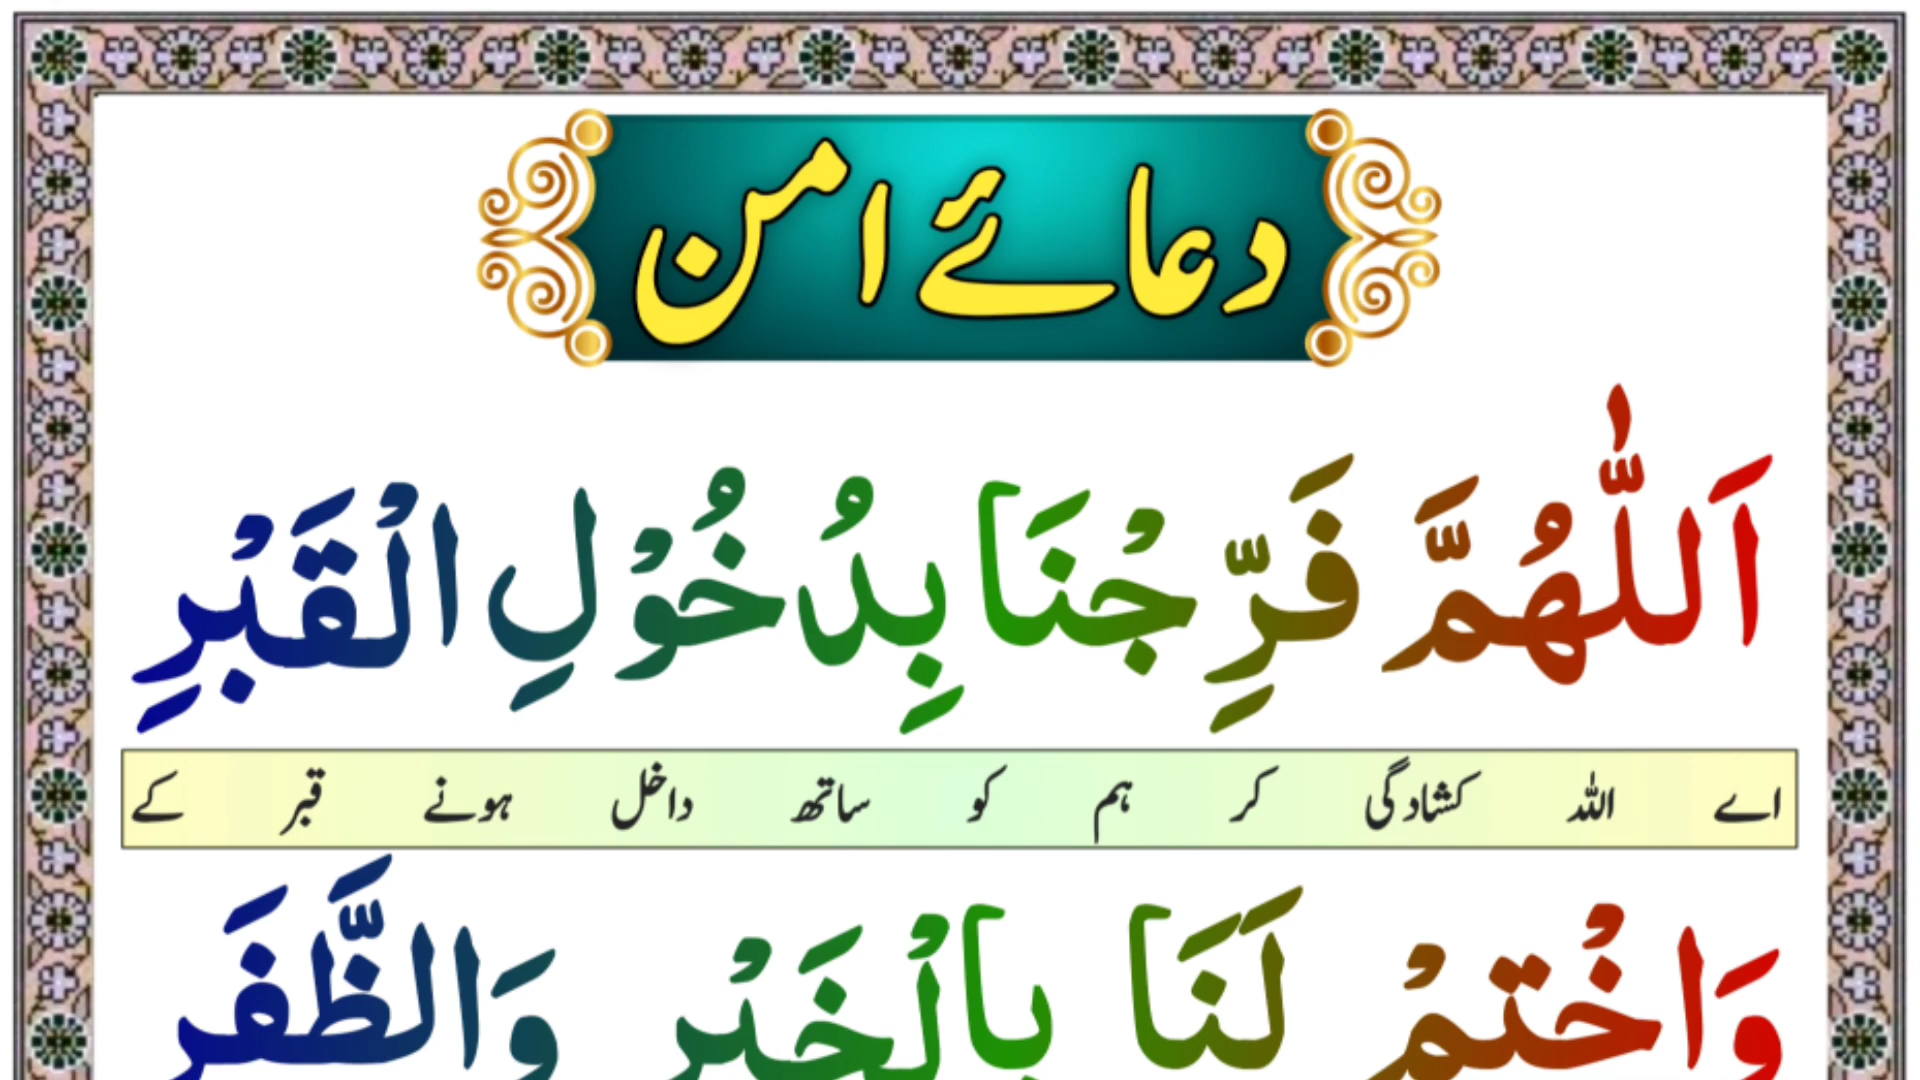 دعائے امن
اَللّٰهُمَّ فَرِّجْنَا بِدُخُوْلِ الْقَبْرِ
اے اللہ کشادگی کر ہم کو ساتھ داخل ہونے قبر کے
وَاخْتِمْ لَنَا بِالْخَيْرِ وَالظَّفَرِ